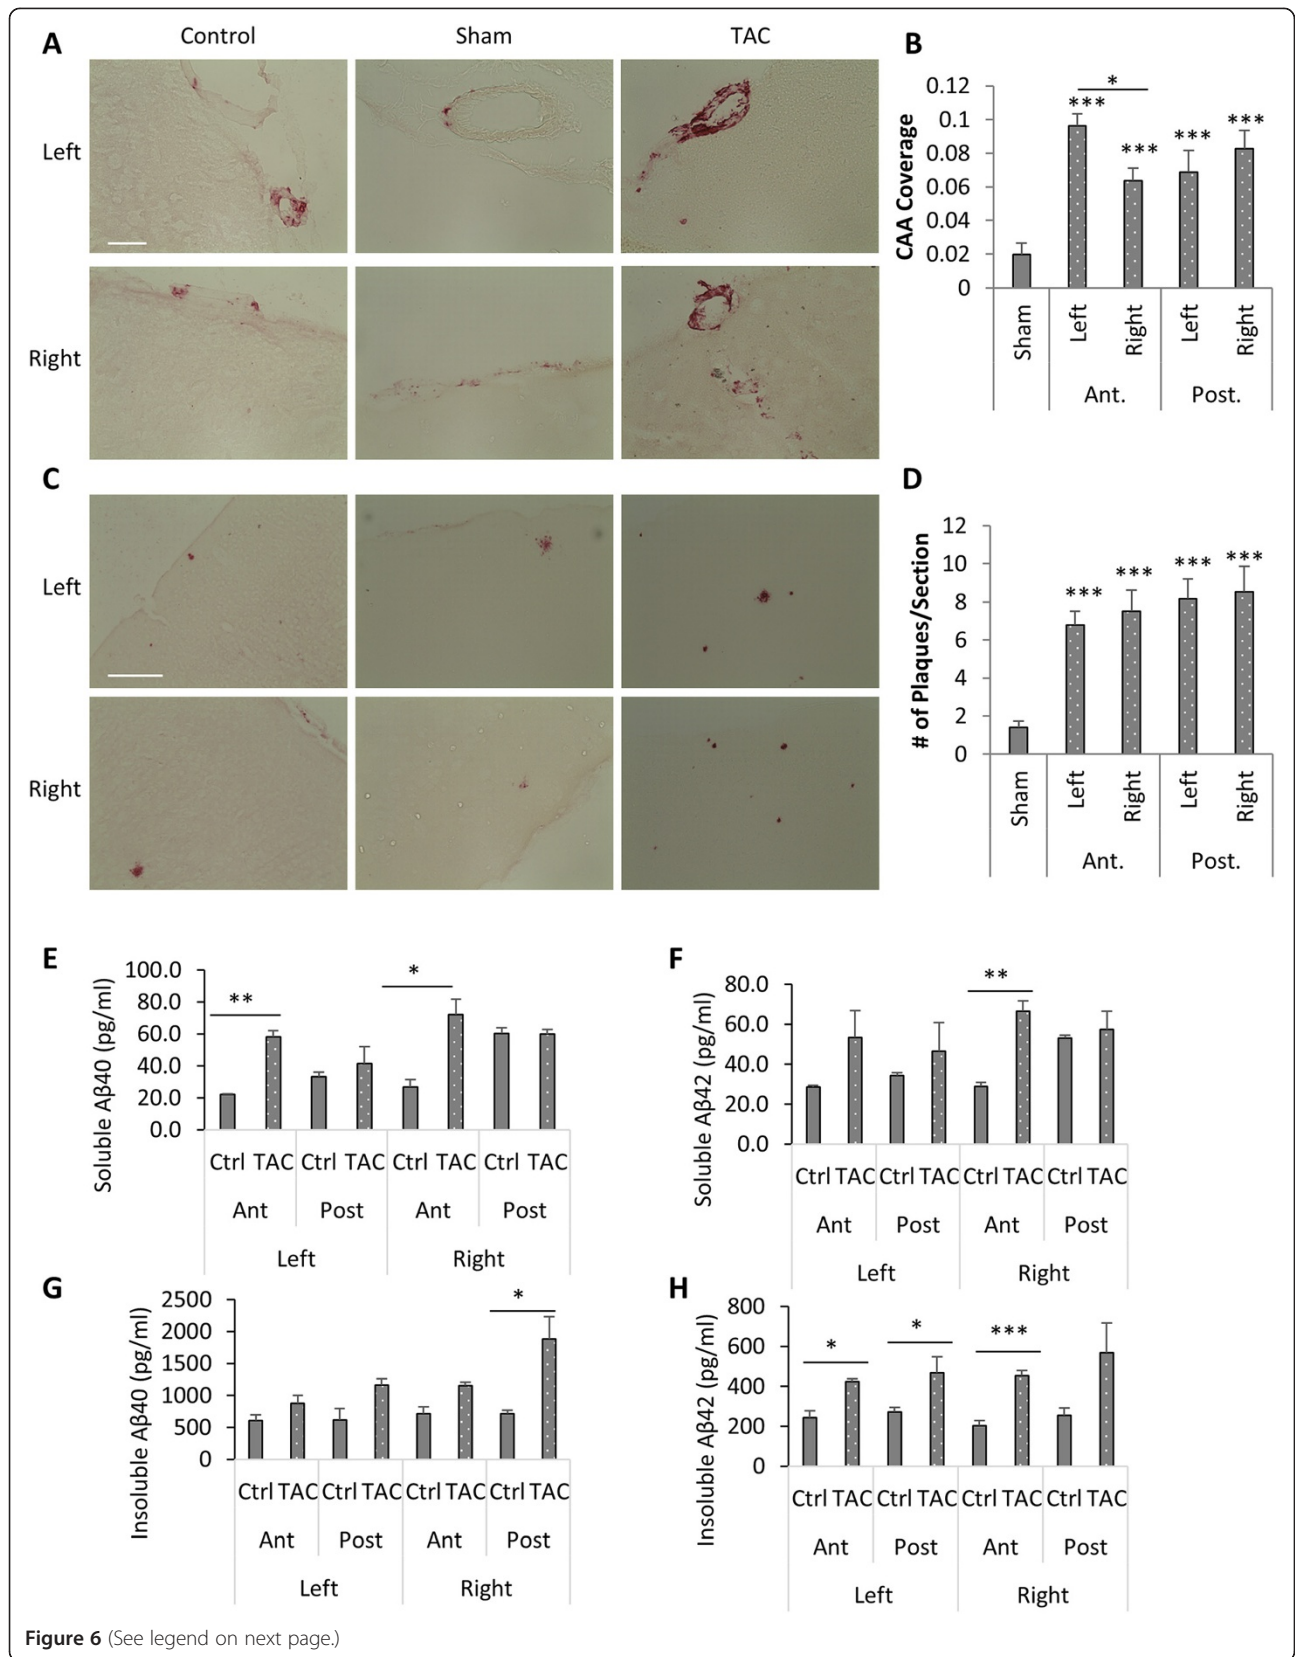 A
Control
Sham
TAC
Left
Right
B
CAA Coverage
0.12
0.1
0.08
0.06
0.04
0.02
0
*
***
***
***
***
Sham
Left
Right
Left
Right
Ant.
Post.
C
Left
Right
D
# of Plaques/Section
12
10
8
6
4
2
0
***
***
***
***
Sham
Left
Right
Left
Right
Ant.
Post.
E
Soluble Aβ40 (pg/ml)
100.0
80.0
60.0
40.0
20.0
0.0
**
*
Ctrl TAC Ctrl TAC Ctrl TAC Ctrl TAC
Ant Post Ant Post
Left Right
F
Soluble Aβ42 (pg/ml)
80.0
60.0
40.0
20.0
0.0
**
Ctrl TAC Ctrl TAC Ctrl TAC Ctrl TAC
Ant Post Ant Post
Left Right
G
Insoluble Aβ40 (pg/ml)
2500
2000
1500
1000
500
0
*
Ctrl TAC Ctrl TAC Ctrl TAC Ctrl TAC
Ant Post Ant Post
Left Right
H
Insoluble Aβ42 (pg/ml)
800
600
400
200
0
*
*
***
Ctrl TAC Ctrl TAC Ctrl TAC Ctrl TAC
Ant Post Ant Post
Left Right
Figure 6 (See legend on next page.)